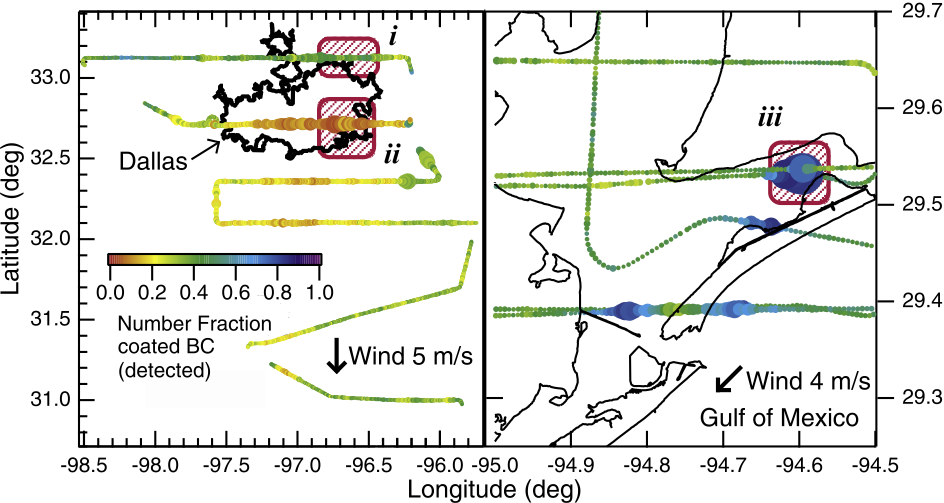 29.7
i
33.0
29.6
iii
Dallas
ii
32.5
29.5
Latitude (deg)
32.0
0.0 0.2 0.4 0.6 0.8 1.0
29.4
Number Fraction
coated BC
(detected)
31.5
Wind 5 m/s
Wind 4 m/s
31.0
29.3
Gulf of Mexico
-98.5 -98.0 -97.5 -97.0 -96.5 -96.0 -95.0 -94.9 -94.8 -94.7 -94.6 -94.5
Longitude (deg)